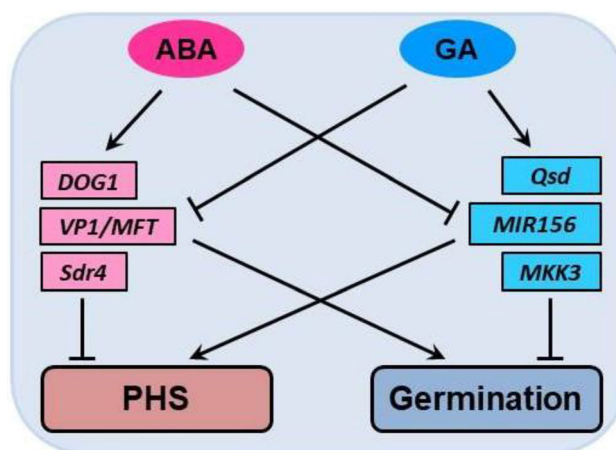 ABA
GA
DOG1
VP1/MFT
Sdr4
Qsd
MIR156
MKK3
PHS
Germination